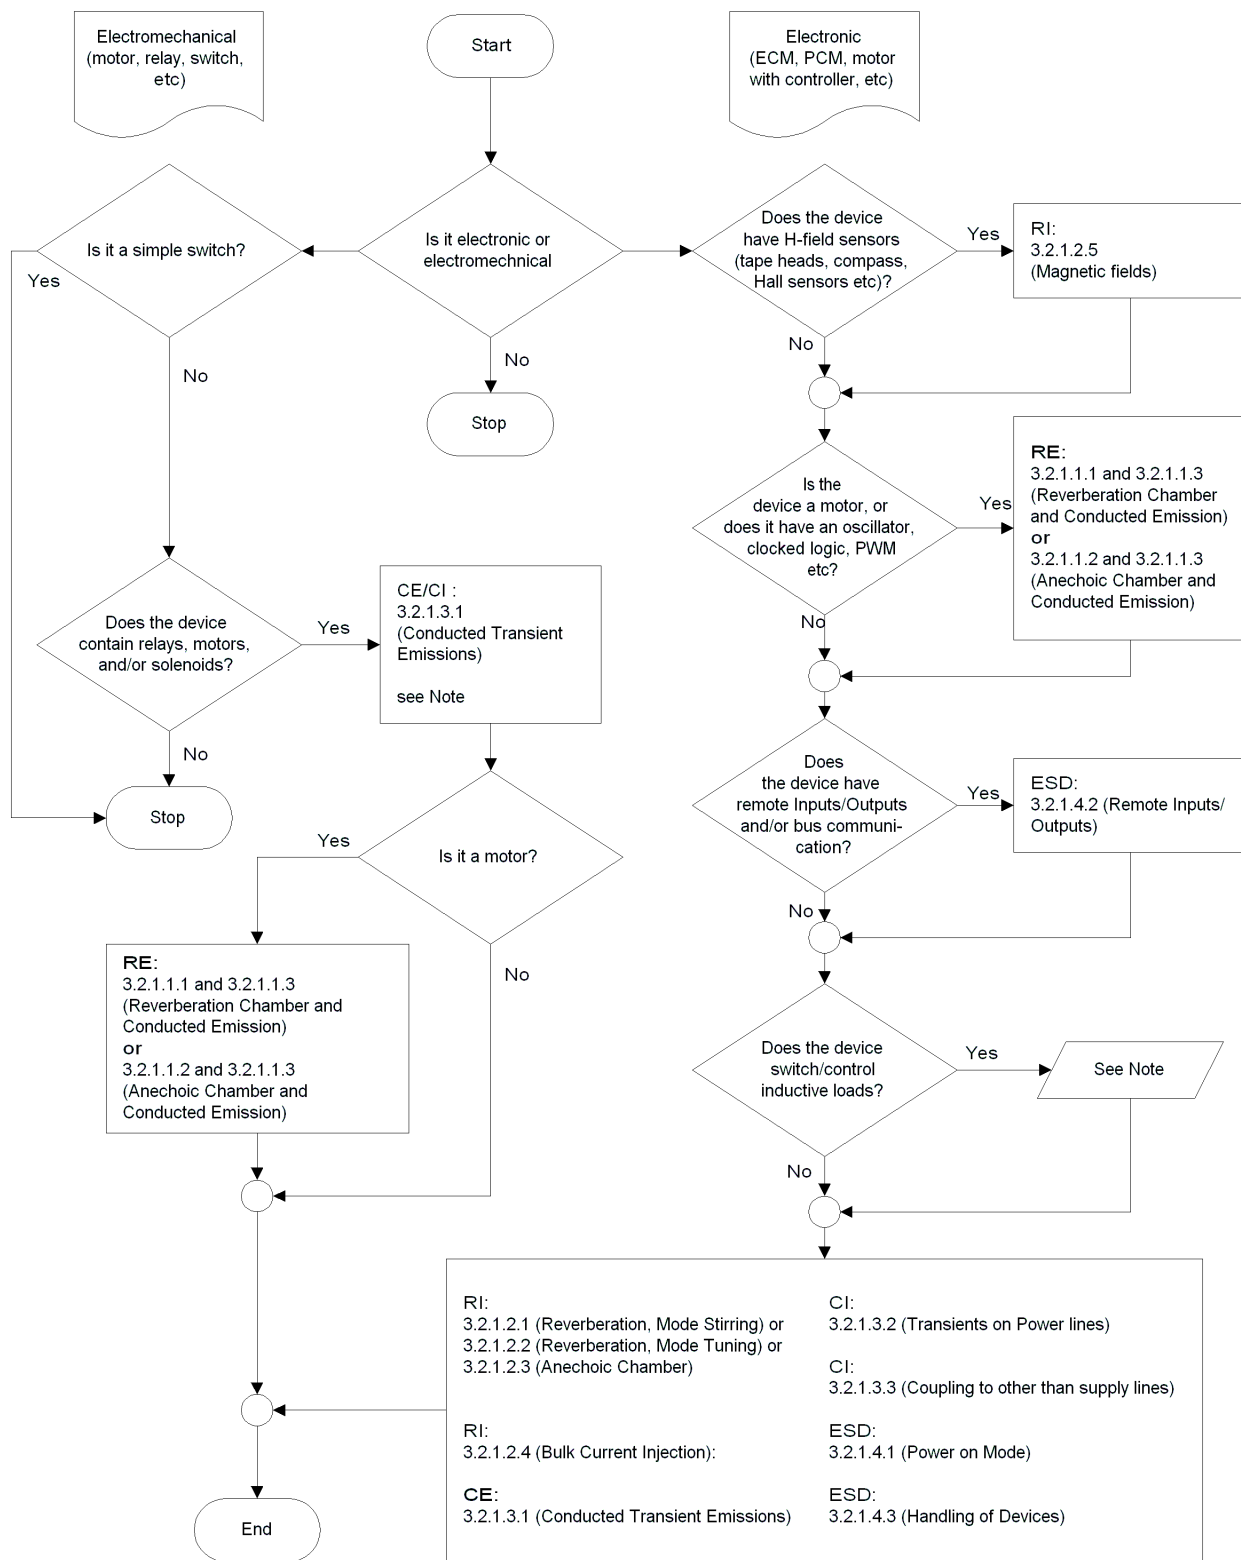 Electromechanical
(motor, relay, switch,
etc)
Start
Electronic
(ECM, PCM, motor
with controller, etc)
Is it a simple switch?
Yes
No
Is it electronic or
electromechnical
No
Stop
Does the device
have H-field sensors
(tape heads, compass,
Hall sensors etc)?
Yes
No
RI:
3.2.1.2.5
(Magnetic fields)
Is the
device a motor, or
does it have an oscillator,
clocked logic, PWM
etc?
Yes
No
RE:
3.2.1.1.1 and 3.2.1.1.3
(Reverberation Chamber
and Conducted Emission)
or
3.2.1.1.2 and 3.2.1.1.3
(Anechoic Chamber and
Conducted Emission)
Does the device
contain relays, motors,
and/or solenoids?
Yes
No
Stop
CE/CI :
3.2.1.3.1
(Conducted Transient
Emissions)
see Note
Does
the device have
remote Inputs/Outputs
and/or bus communi-
cation?
Yes
No
ESD:
3.2.1.4.2 (Remote Inputs/
Outputs)
Is it a motor?
Yes
No
RE:
3.2.1.1.1 and 3.2.1.1.3
(Reverberation Chamber and
Conducted Emission)
or
3.2.1.1.2 and 3.2.1.1.3
(Anechoic Chamber and
Conducted Emission)
Does the device
switch/control
inductive loads?
Yes
No
See Note
RI:
3.2.1.2.1 (Reverberation, Mode Stirring) or
3.2.1.2.2 (Reverberation, Mode Tuning) or
3.2.1.2.3 (Anechoic Chamber)
RI:
3.2.1.2.4 (Bulk Current Injection):
CE:
3.2.1.3.1 (Conducted Transient Emissions)
CI:
3.2.1.3.2 (Transients on Power lines)
CI:
3.2.1.3.3 (Coupling to other than supply lines)
ESD:
3.2.1.4.1 (Power on Mode)
ESD:
3.2.1.4.3 (Handling of Devices)
End